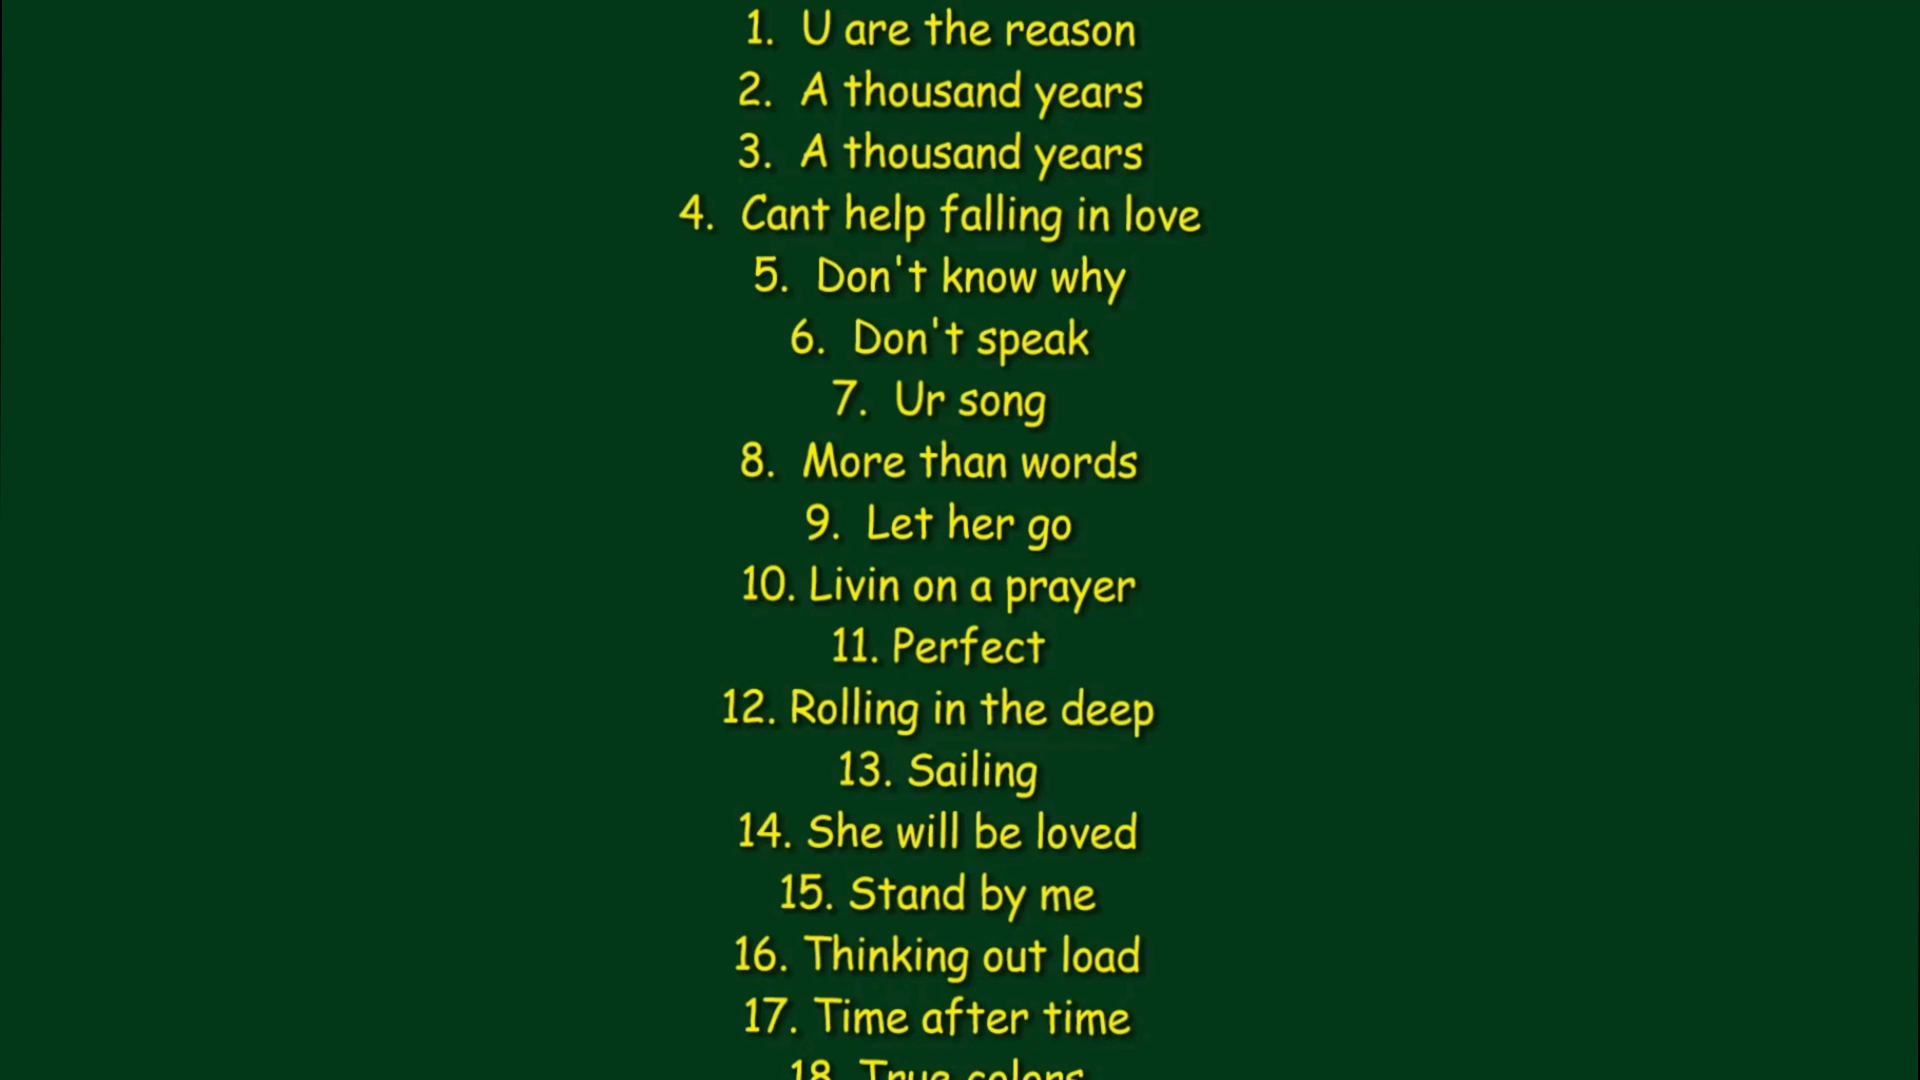 1. U are the reason
2. A thousand years
3. A thousand years
4. Cant help falling in love
5. Don't know why
6. Don't speak
7. Ur song
8. More than words
9. Let her go
10. Livin on a prayer
11. Perfect
12. Rolling in the deep
13. Sailing
14. She will be loved
15. Stand by me
16. Thinking out load
17. Time after time
18. True colors